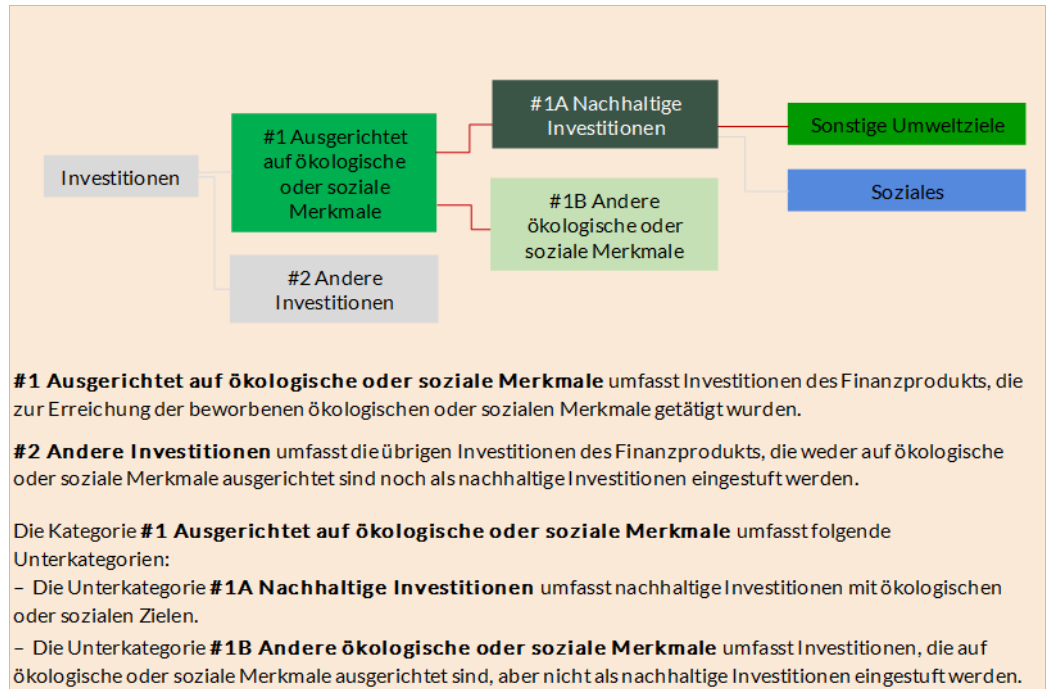 #1A Nachhaltige
Investitionen
Sonstige Umweltziele
#1 Ausgerichtet
auf ökologische
oder soziale
Merkmale
Investitionen
Soziales
#1B Andere
ökologische oder
soziale Merkmale
#2 Andere
Investitionen
#1 Ausgerichtet auf ökologische oder soziale Merkmale umfasst Investitionen des Finanzprodukts, die
zur Erreichung der beworbenen ökologischen oder sozialen Merkmale getätigt wurden.
#2 Andere Investitionen umfasst die übrigen Investitionen des Finanzprodukts, die weder auf ökologische
oder soziale Merkmale ausgerichtet sind noch als nachhaltige Investitionen eingestuft werden.
Die Kategorie #1 Ausgerichtet auf ökologische oder soziale Merkmale umfasst folgende
Unterkategorien:
– Die Unterkategorie #1A Nachhaltige Investitionen umfasst nachhaltige Investitionen mit ökologischen
oder sozialen Zielen.
– Die Unterkategorie #1B Andere ökologische oder soziale Merkmale umfasst Investitionen, die auf
ökologische oder soziale Merkmale ausgerichtet sind, aber nicht als nachhaltige Investitionen eingestuft werden.